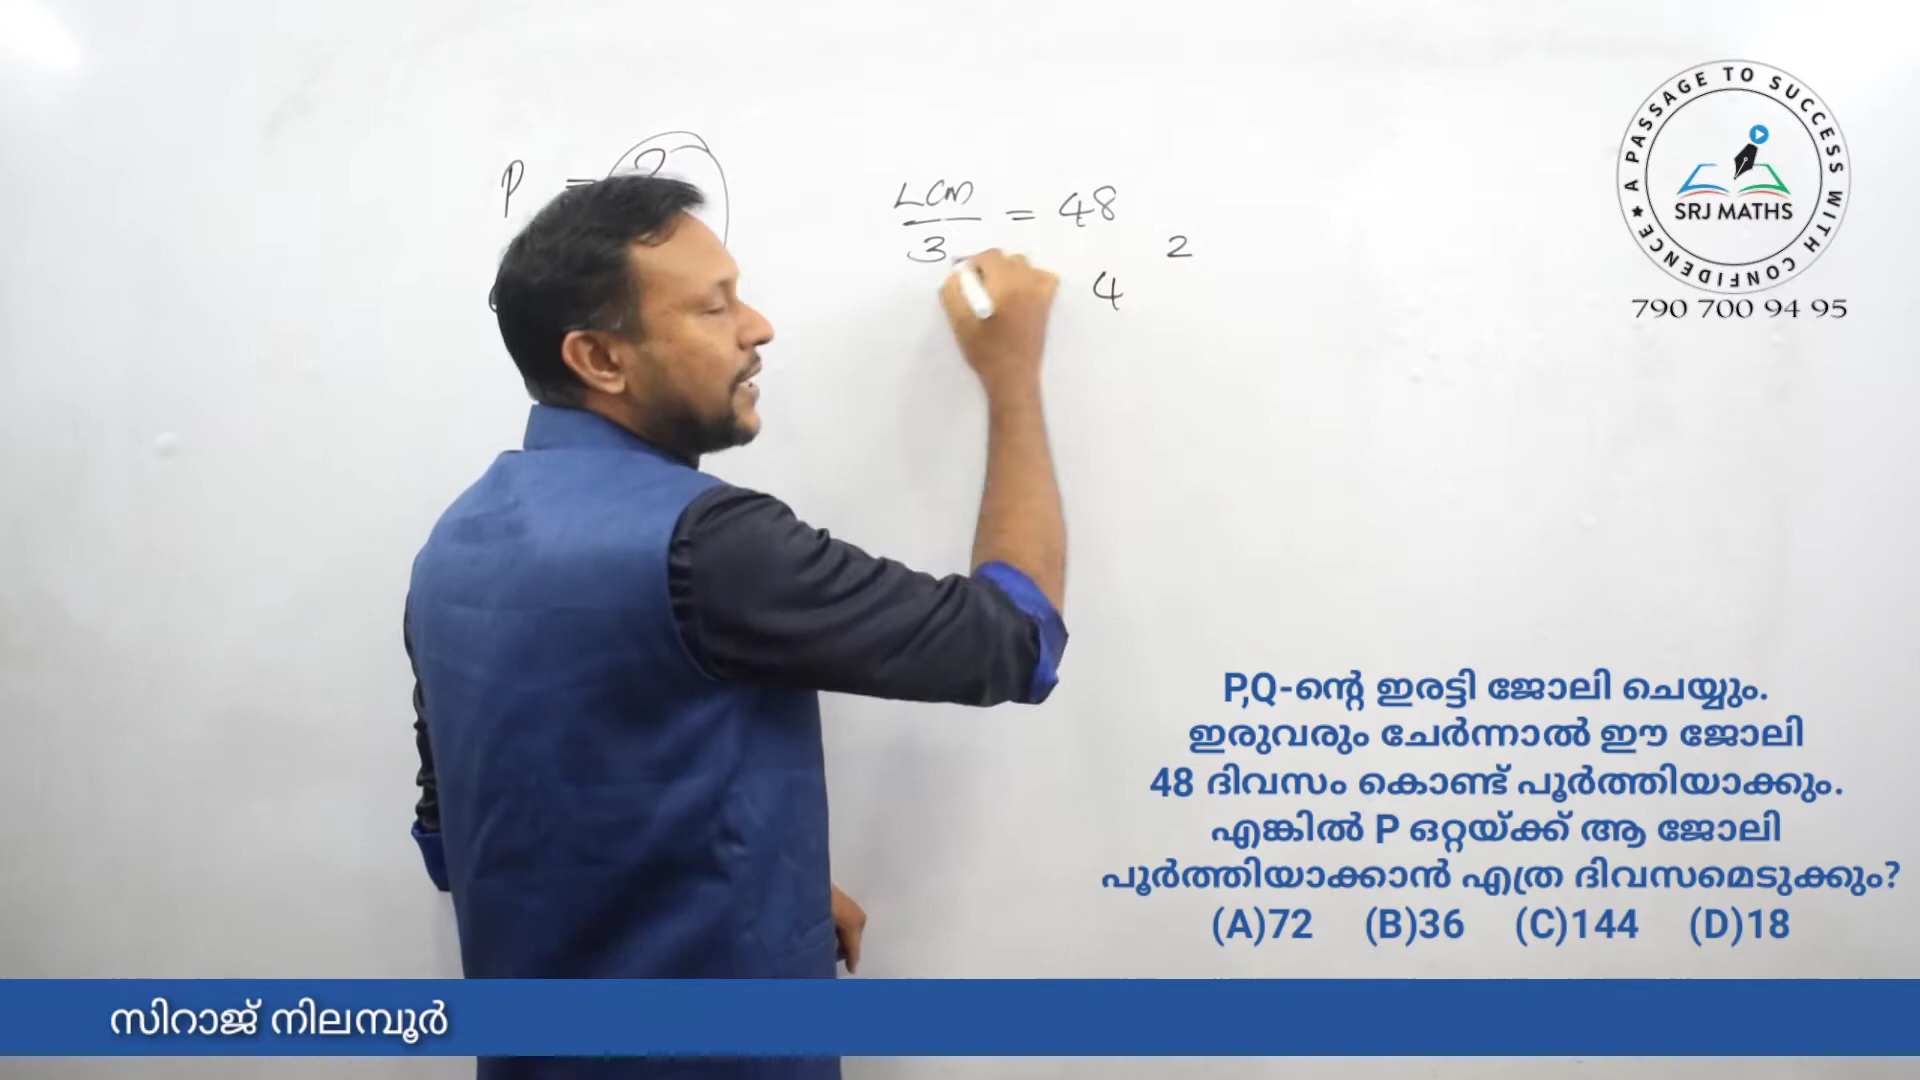 P =
LCM
3
= 48
2
4
★ A PASSAGE TO SUCCESS WITH CONFIDENCE
SRJ MATHS
790 700 94 95
P,Q-ന്റെ ഇരട്ടി ജോലി ചെയ്യും.
ഇരുവരും ചേർന്നാൽ ഈ ജോലി
48 ദിവസം കൊണ്ട് പൂർത്തിയാക്കും.
എങ്കിൽ P ഒറ്റയ്ക്ക് ആ ജോലി
പൂർത്തിയാക്കാൻ എത്ര ദിവസമെടുക്കും?
(A)72 (B)36 (C)144 (D)18
സിറാജ് നിലമ്പൂർ